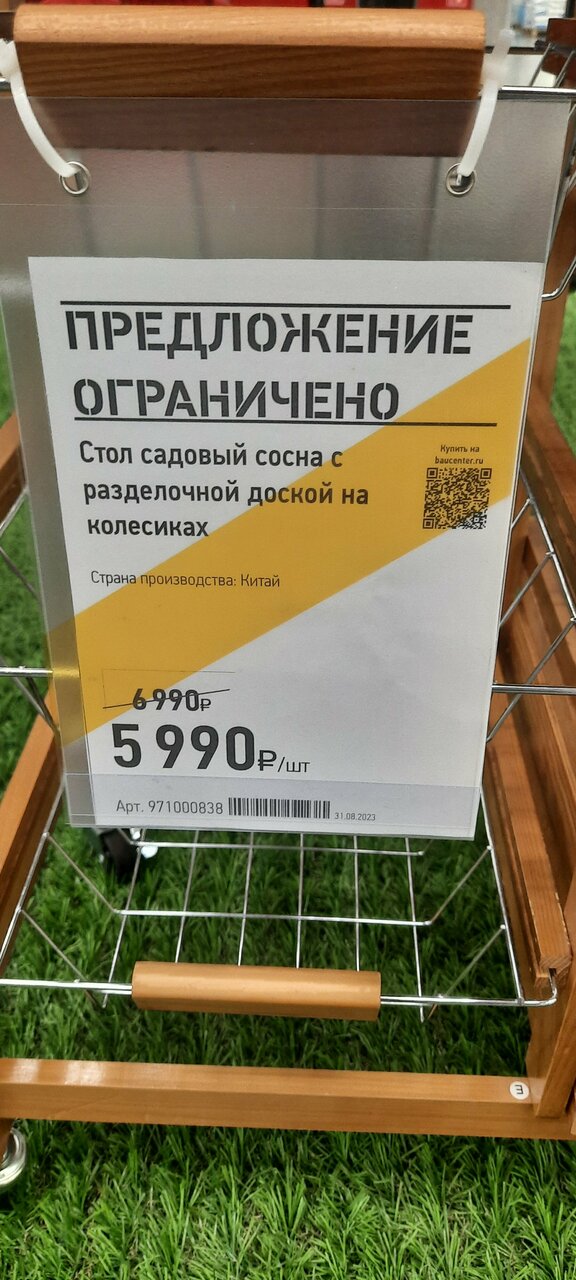 ПРЕДЛОЖЕНИЕ
ОГРАНИЧЕНО
Стол садовый сосна с
разделочной доской на
колесиках
Купить на
baucenter.ru
Страна производства: Китай
6 990₽
5 990₽/шт
Арт. 971000838
31.08.2023
m